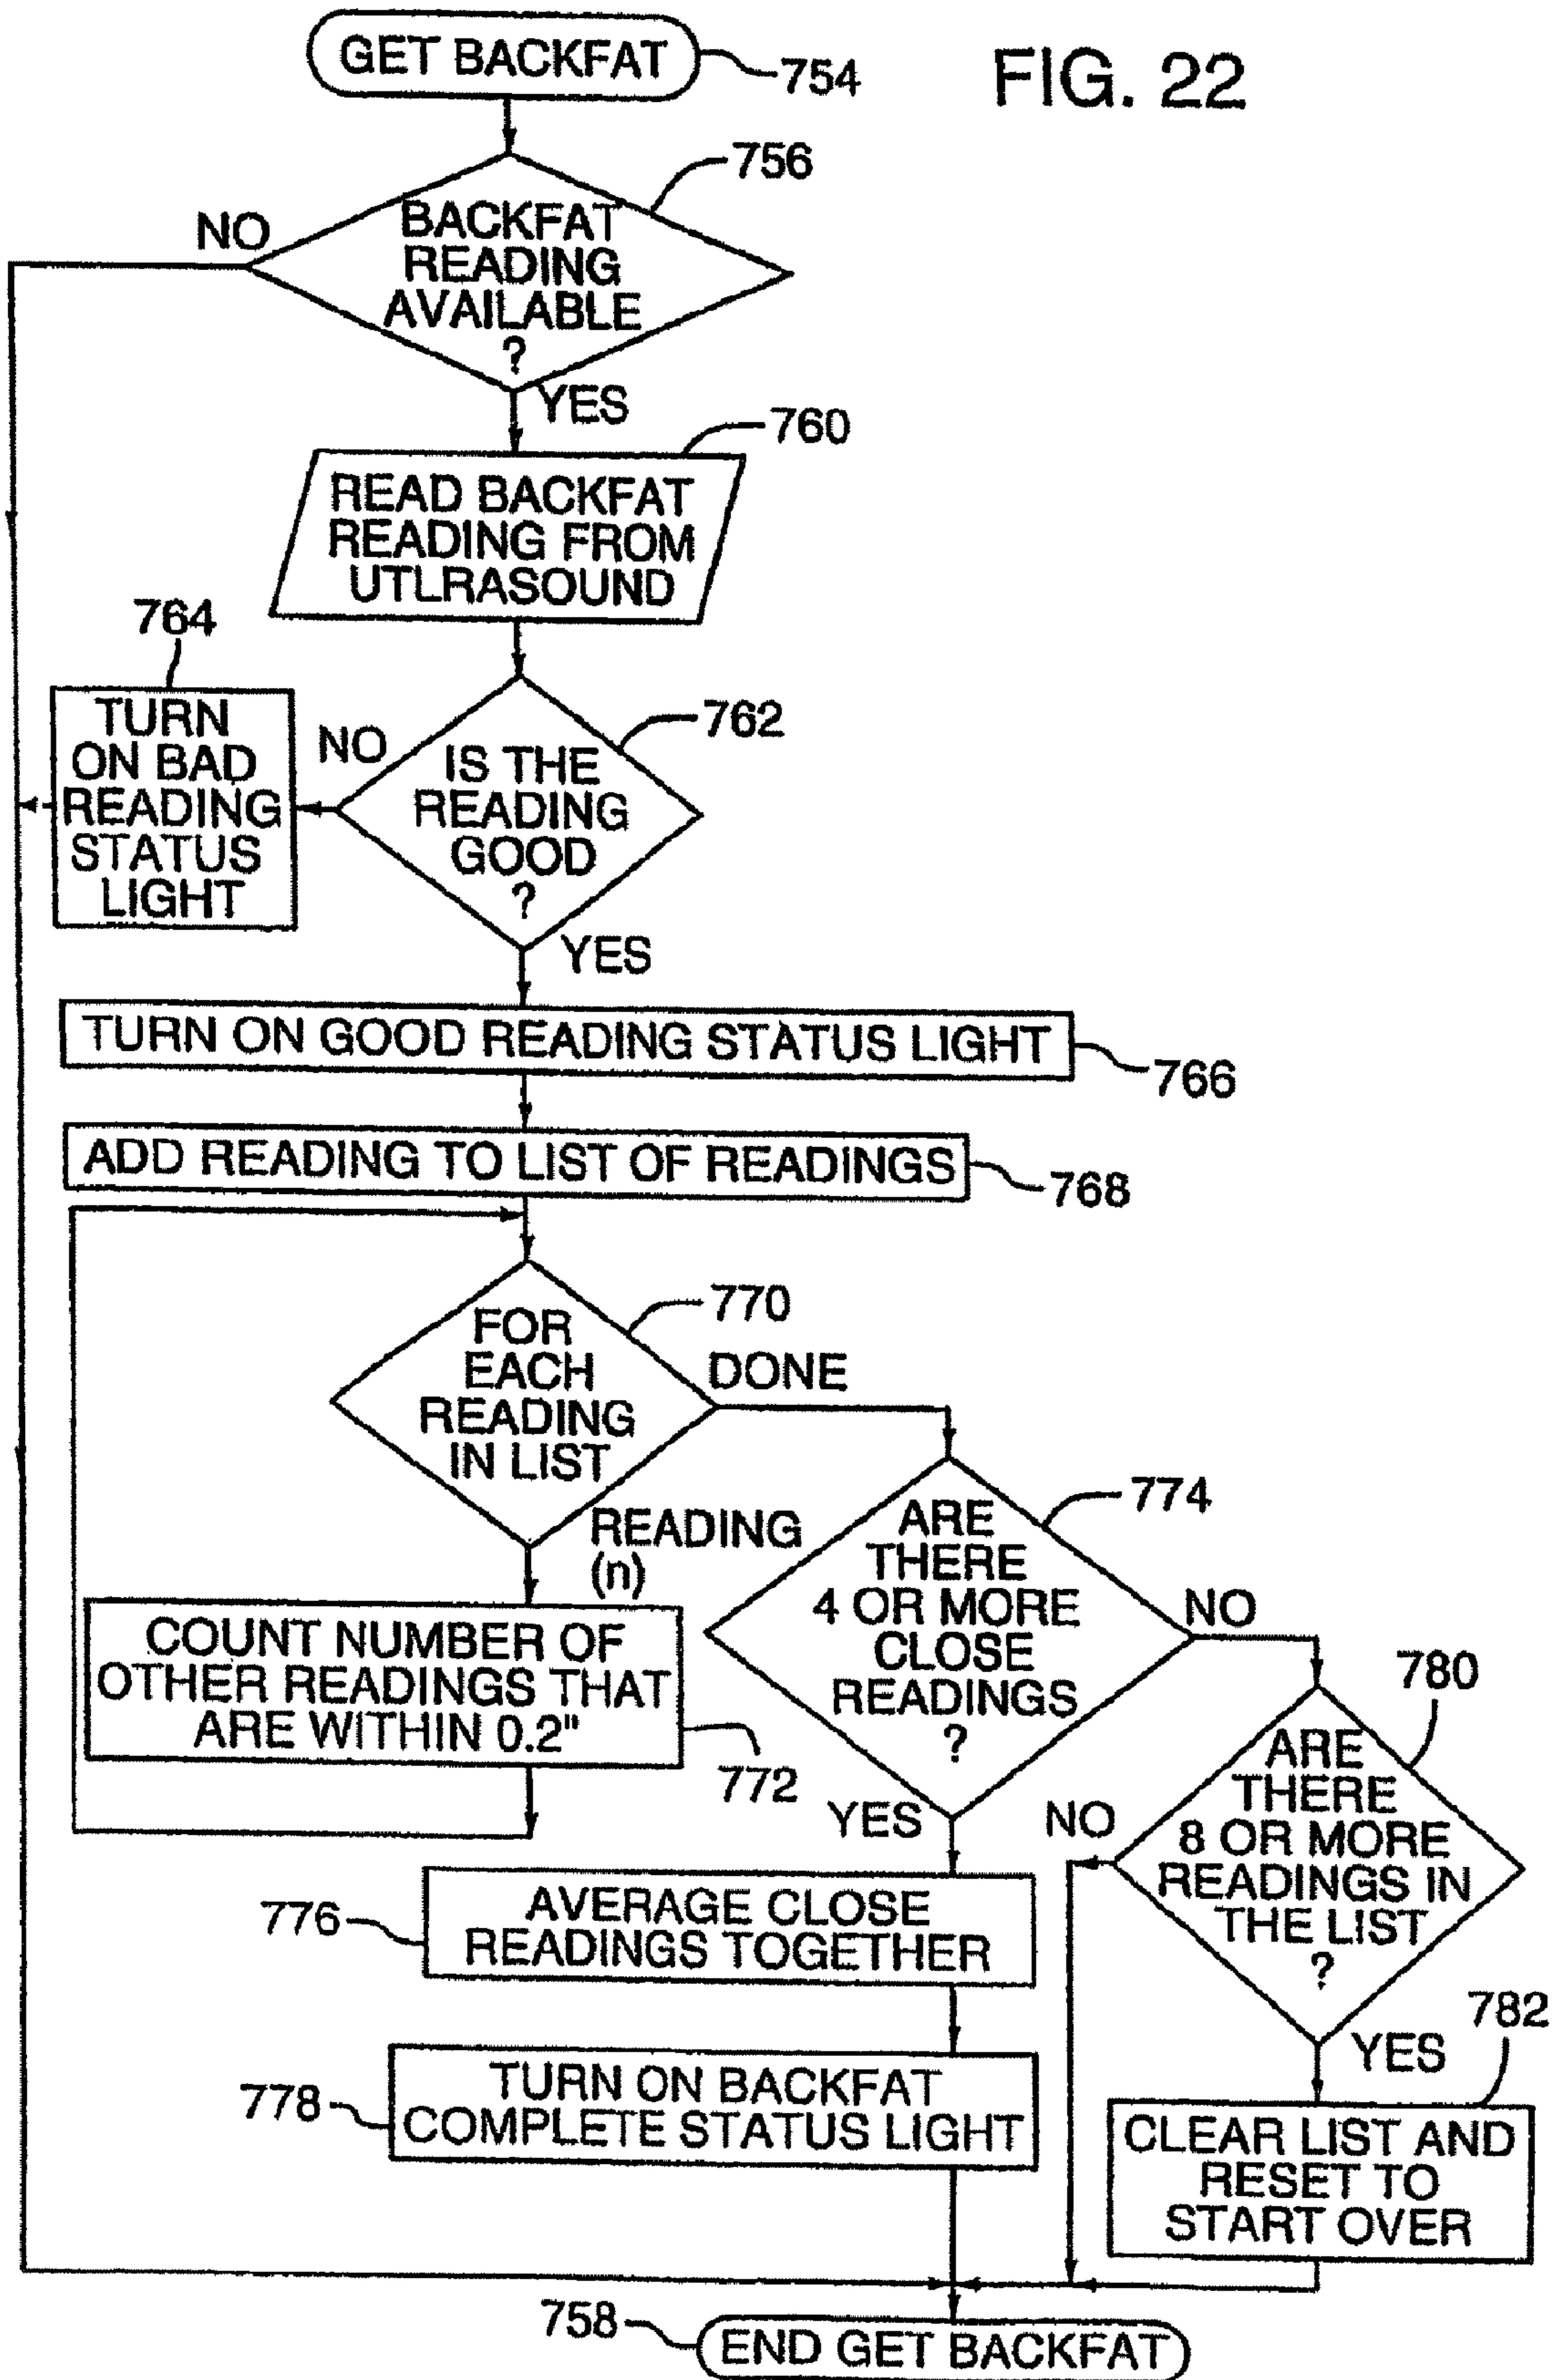 GET BACKFAT
754
FIG. 22
756
NO
BACKFAT
READING
AVAILABLE
?
YES
760
READ BACKFAT
READING FROM
UTLRASOUND
764
TURN
ON BAD
READING
STATUS
LIGHT
NO
762
IS THE
READING
GOOD
?
YES
TURN ON GOOD READING STATUS LIGHT
766
ADD READING TO LIST OF READINGS
768
770
FOR
EACH
READING
IN LIST
DONE
READING
(n)
774
ARE
THERE
4 OR MORE
CLOSE
READINGS
?
NO
COUNT NUMBER OF
OTHER READINGS THAT
ARE WITHIN 0.2"
772
780
YES
NO
ARE
THERE
8 OR MORE
READINGS IN
THE LIST
?
776
AVERAGE CLOSE
READINGS TOGETHER
782
YES
778
TURN ON BACKFAT
COMPLETE STATUS LIGHT
CLEAR LIST AND
RESET TO
START OVER
758
END GET BACKFAT